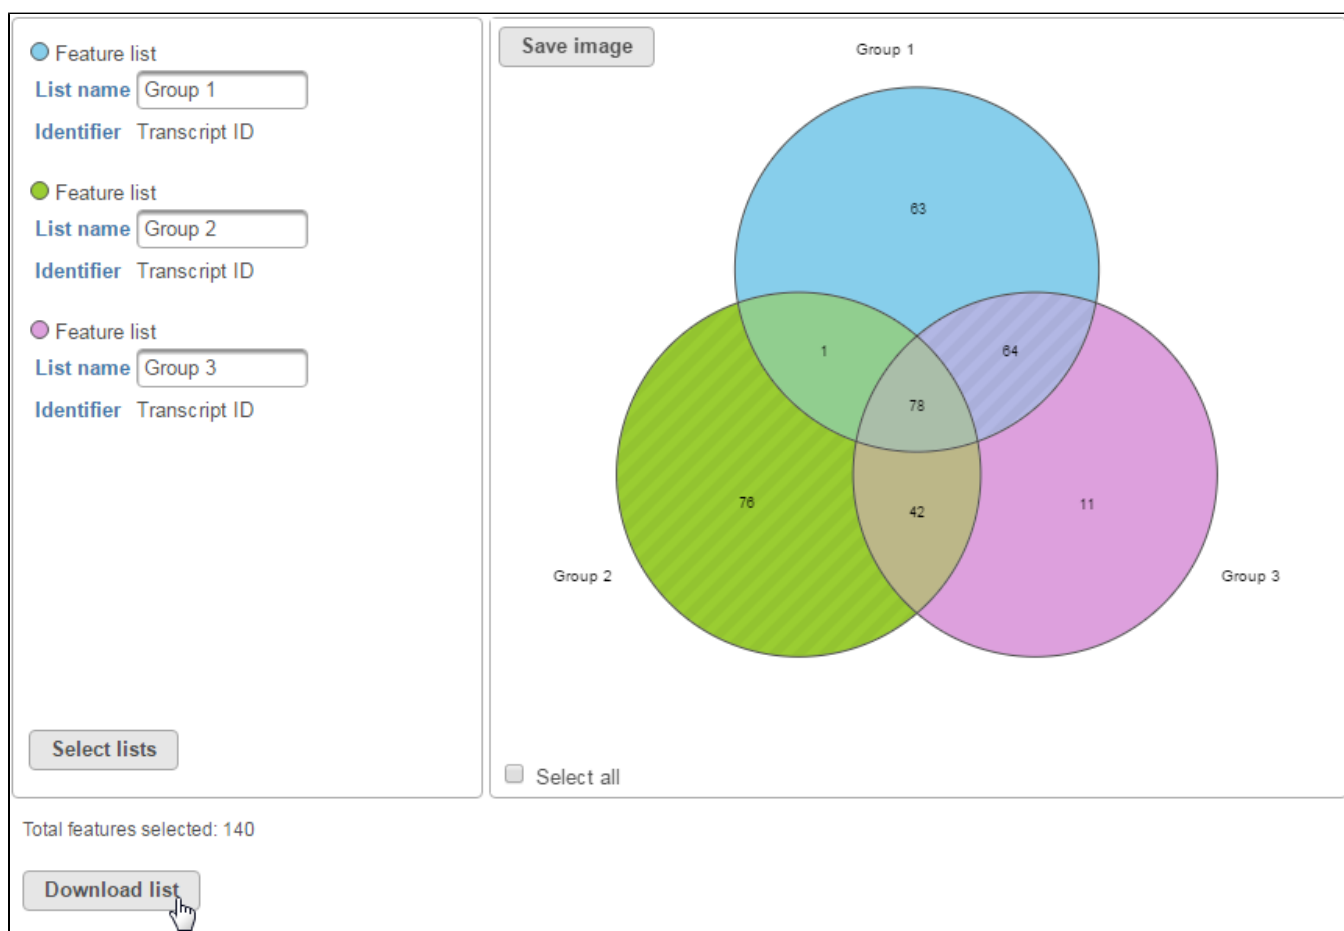 Feature list
List name Group 1
Identifier Transcript ID
Feature list
List name Group 2
Identifier Transcript ID
Feature list
List name Group 3
Identifier Transcript ID
Select lists
Save image
Group 1
63
1
64
78
76
42
11
Group 2
Group 3
Select all
Total features selected: 140
Download list